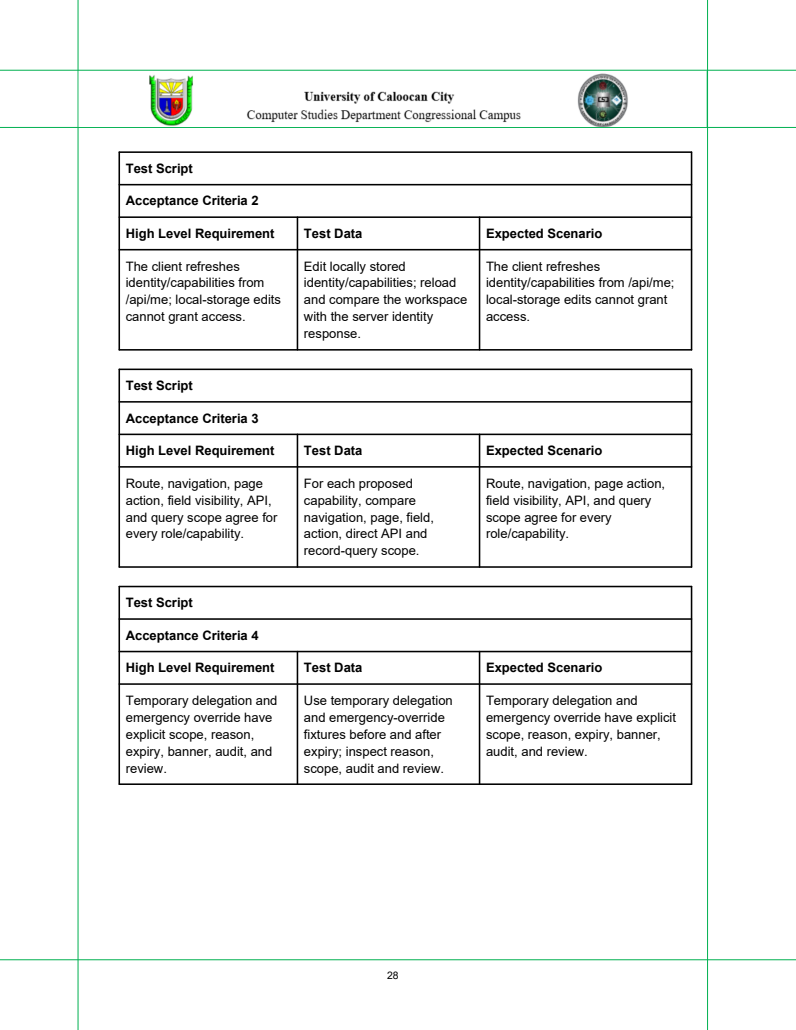 University of Caloocan City
Computer Studies Department Congressional Campus
Test Script
Acceptance Criteria 2
High Level Requirement
Test Data
Expected Scenario
The client refreshes
identity/capabilities from
/api/me; local-storage edits
cannot grant access.
Edit locally stored
identity/capabilities; reload
and compare the workspace
with the server identity
response.
The client refreshes
identity/capabilities from /api/me;
local-storage edits cannot grant
access.
Test Script
Acceptance Criteria 3
High Level Requirement
Test Data
Expected Scenario
Route, navigation, page
action, field visibility, API,
and query scope agree for
every role/capability.
For each proposed
capability, compare
navigation, page, field,
action, direct API and
record-query scope.
Route, navigation, page action,
field visibility, API, and query
scope agree for every
role/capability.
Test Script
Acceptance Criteria 4
High Level Requirement
Test Data
Expected Scenario
Temporary delegation and
emergency override have
explicit scope, reason,
expiry, banner, audit, and
review.
Use temporary delegation
and emergency-override
fixtures before and after
expiry; inspect reason,
scope, audit and review.
Temporary delegation and
emergency override have explicit
scope, reason, expiry, banner,
audit, and review.
28